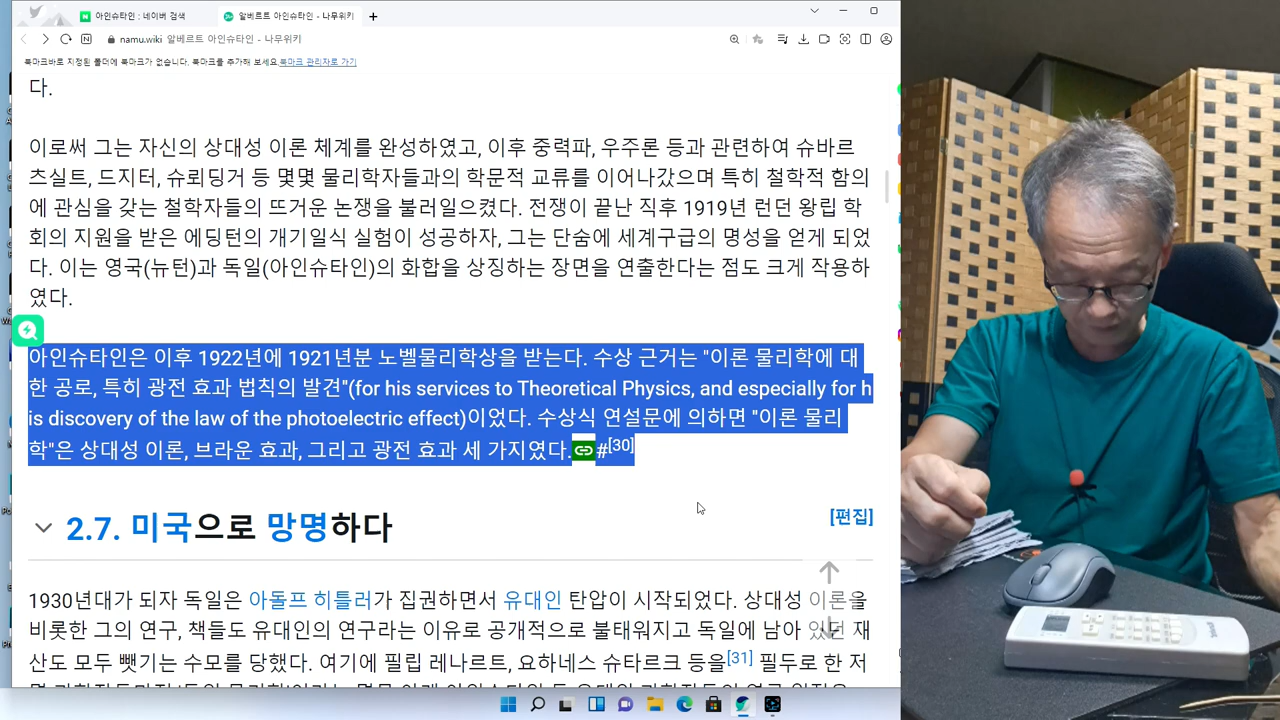 아인슈타인 : 네이버 검색
알베르트 아인슈타인 - 나무위키
namu.wiki 알베르트 아인슈타인 - 나무위키
북마크바로 지정된 폴더에 북마크가 없습니다. 북마크를 추가해 보세요.북마크 관리자로 가기
다.
이로써 그는 자신의 상대성 이론 체계를 완성하였고, 이후 중력파, 우주론 등과 관련하여 슈바르
츠실트, 드지터, 슈뢰딩거 등 몇몇 물리학자들과의 학문적 교류를 이어나갔으며 특히 철학적 함의
에 관심을 갖는 철학자들의 뜨거운 논쟁을 불러일으켰다. 전쟁이 끝난 직후 1919년 런던 왕립 학
회의 지원을 받은 에딩턴의 개기일식 실험이 성공하자, 그는 단숨에 세계구급의 명성을 얻게 되었
다. 이는 영국(뉴턴)과 독일(아인슈타인)의 화합을 상징하는 장면을 연출한다는 점도 크게 작용하
였다.
아인슈타인은 이후 1922년에 1921년분 노벨물리학상을 받는다. 수상 근거는 "이론 물리학에 대
한 공로, 특히 광전 효과 법칙의 발견"(for his services to Theoretical Physics, and especially for h
is discovery of the law of the photoelectric effect)이었다. 수상식 연설문에 의하면 "이론 물리
학"은 상대성 이론, 브라운 효과, 그리고 광전 효과 세 가지였다.#[30]
2.7. 미국으로 망명하다
[편집]
1930년대가 되자 독일은 아돌프 히틀러가 집권하면서 유대인 탄압이 시작되었다. 상대성 이론을
비롯한 그의 연구, 책들도 유대인의 연구라는 이유로 공개적으로 불태워지고 독일에 남아 있던 재
산도 모두 뺏기는 수모를 당했다. 여기에 필립 레나르트, 요하네스 슈타르크 등을[31] 필두로 한 저